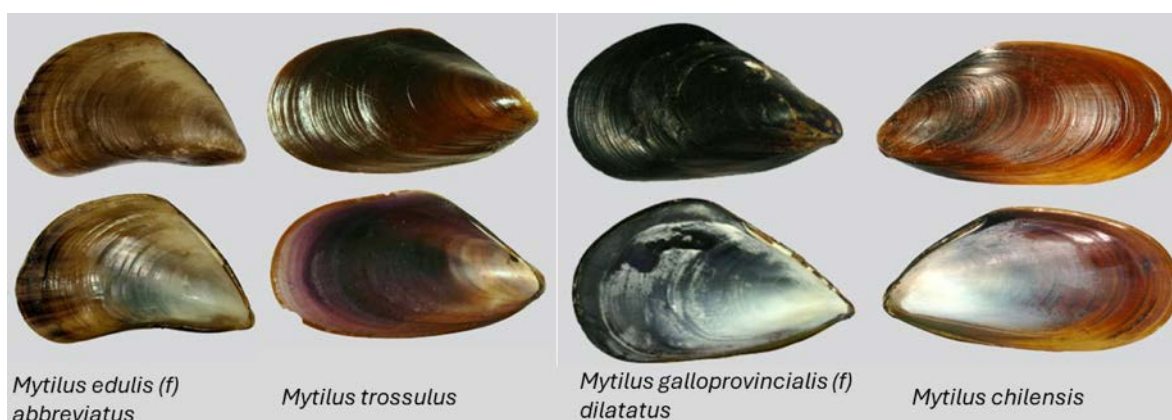 Mytilus edulis (f)
abbreviatus
Mytilus trossulus
Mytilus galloprovincialis (f)
dilatatus
Mytilus chilensis